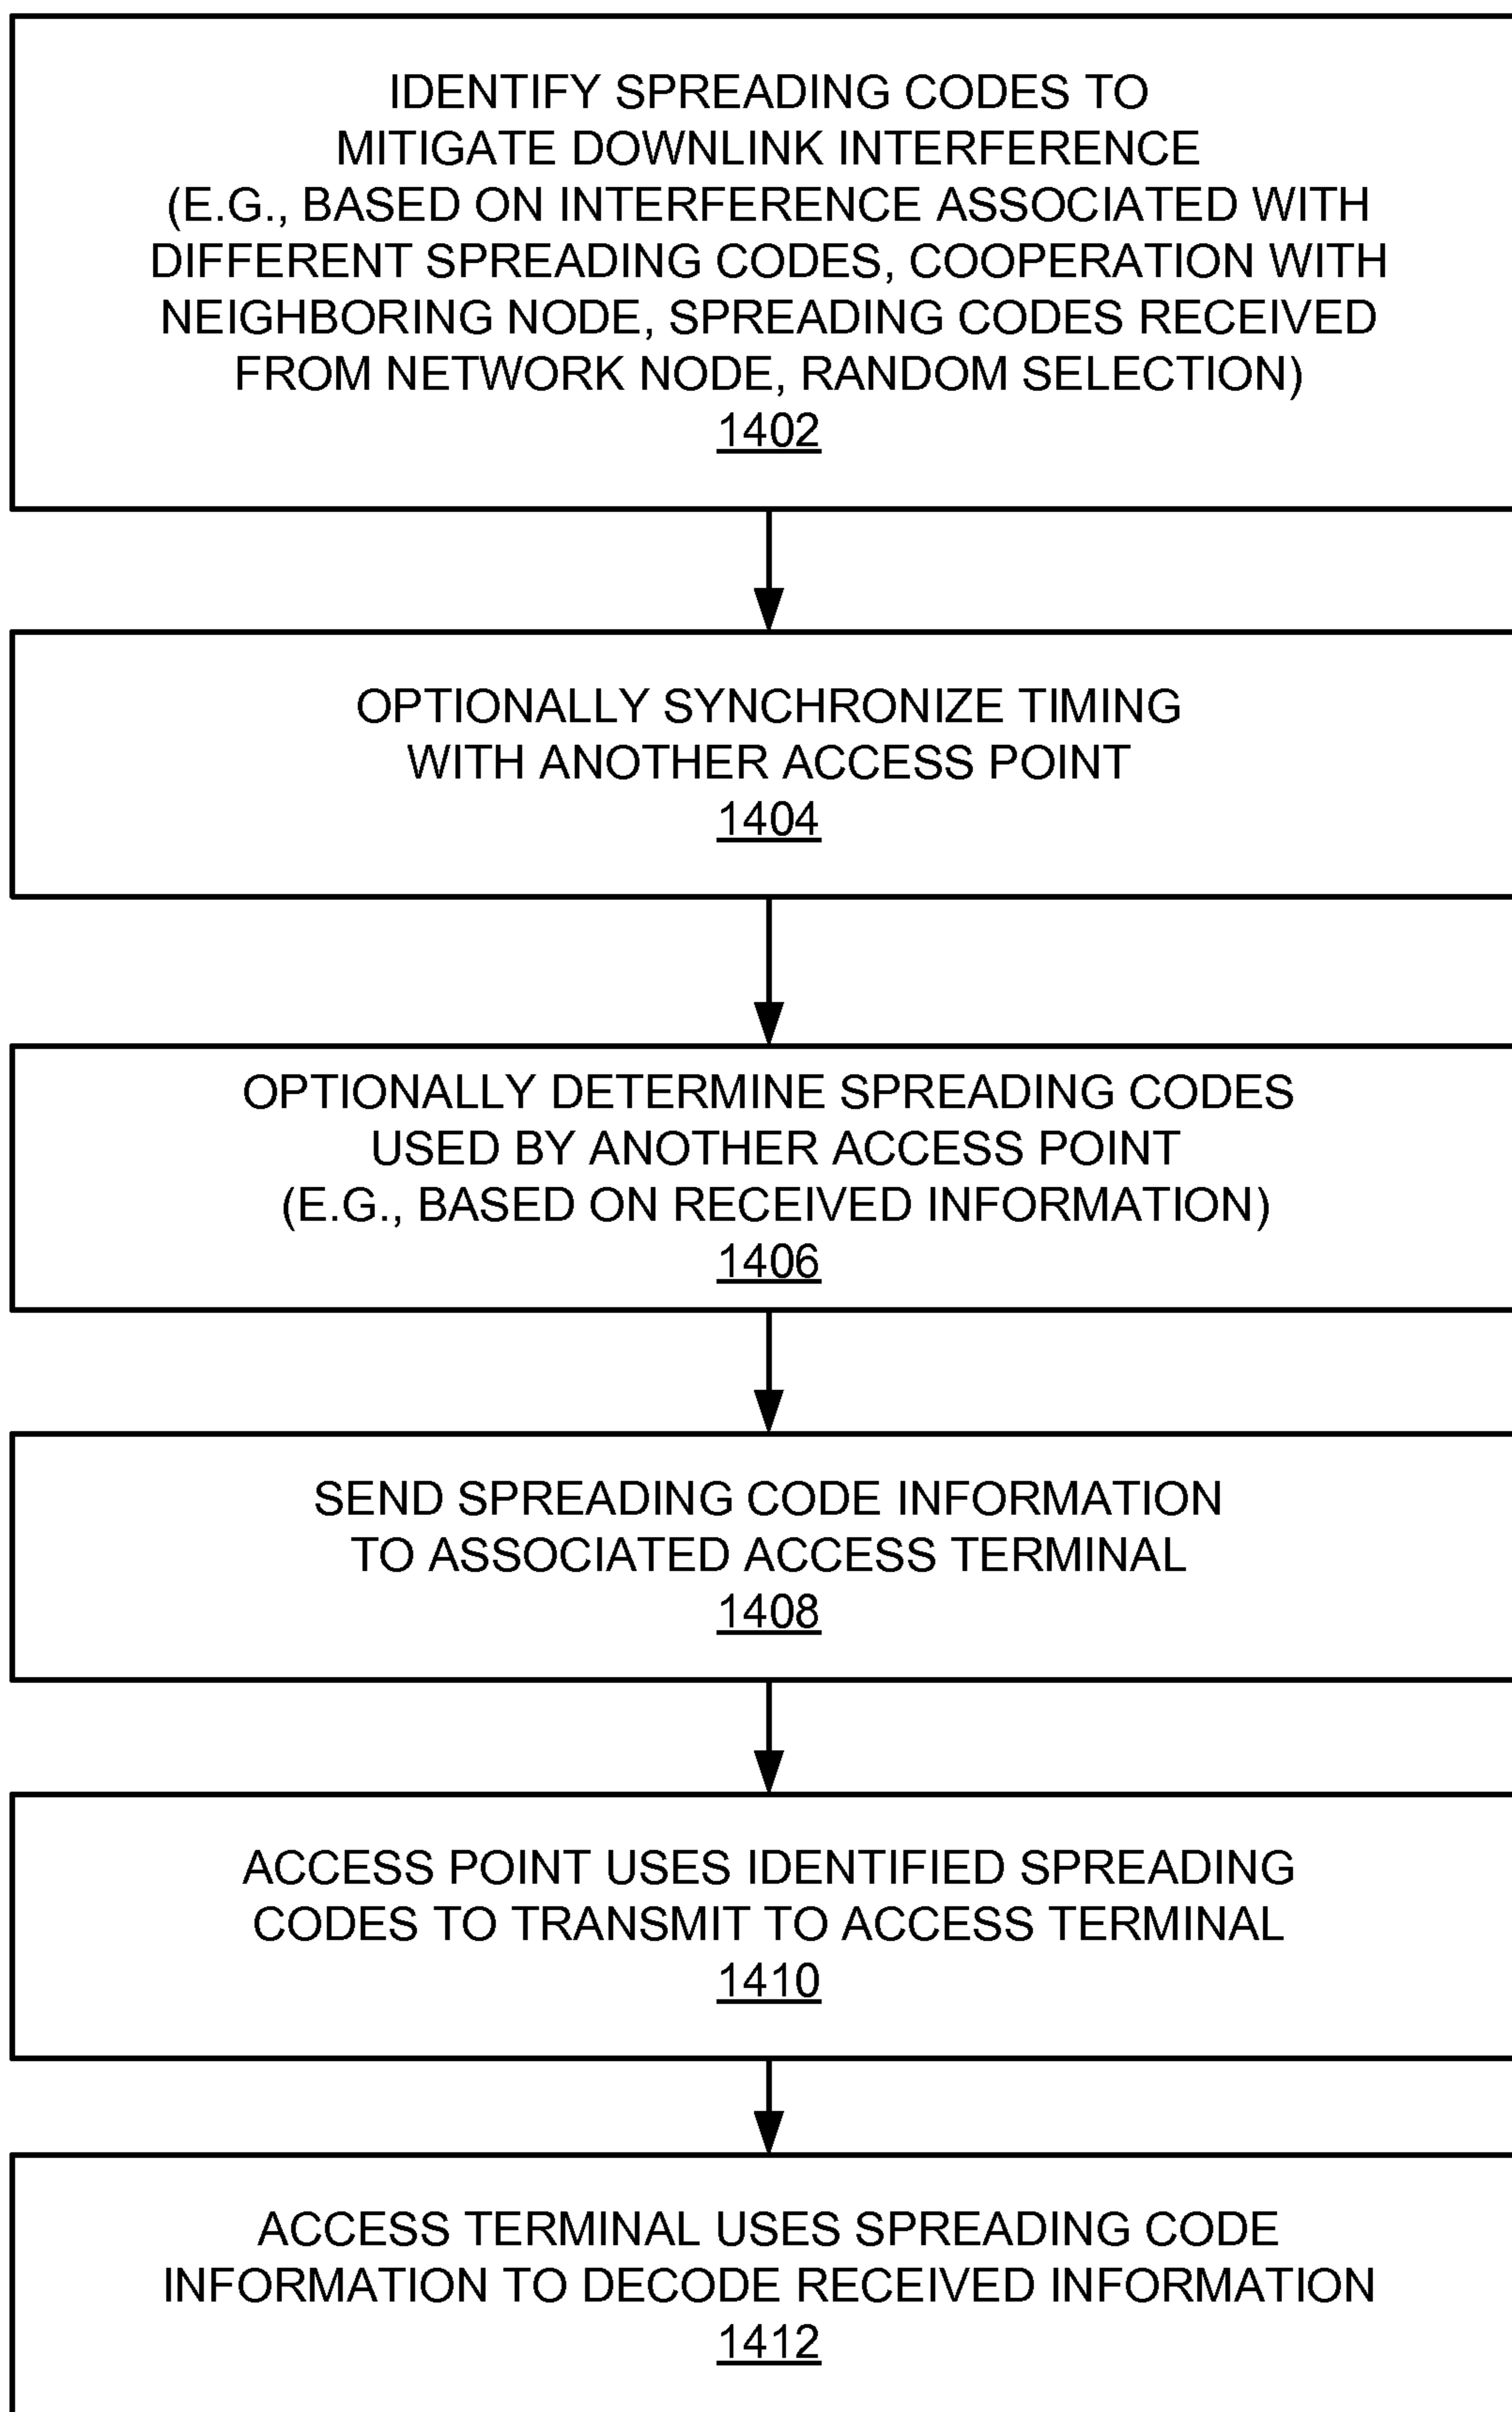 IDENTIFY SPREADING CODES TO
MITIGATE DOWNLINK INTERFERENCE
(E.G., BASED ON INTERFERENCE ASSOCIATED WITH
DIFFERENT SPREADING CODES, COOPERATION WITH
NEIGHBORING NODE, SPREADING CODES RECEIVED
FROM NETWORK NODE, RANDOM SELECTION)
1402
OPTIONALLY SYNCHRONIZE TIMING
WITH ANOTHER ACCESS POINT
1404
OPTIONALLY DETERMINE SPREADING CODES
USED BY ANOTHER ACCESS POINT
(E.G., BASED ON RECEIVED INFORMATION)
1406
SEND SPREADING CODE INFORMATION
TO ASSOCIATED ACCESS TERMINAL
1408
ACCESS POINT USES IDENTIFIED SPREADING
CODES TO TRANSMIT TO ACCESS TERMINAL
1410
ACCESS TERMINAL USES SPREADING CODE
INFORMATION TO DECODE RECEIVED INFORMATION
1412